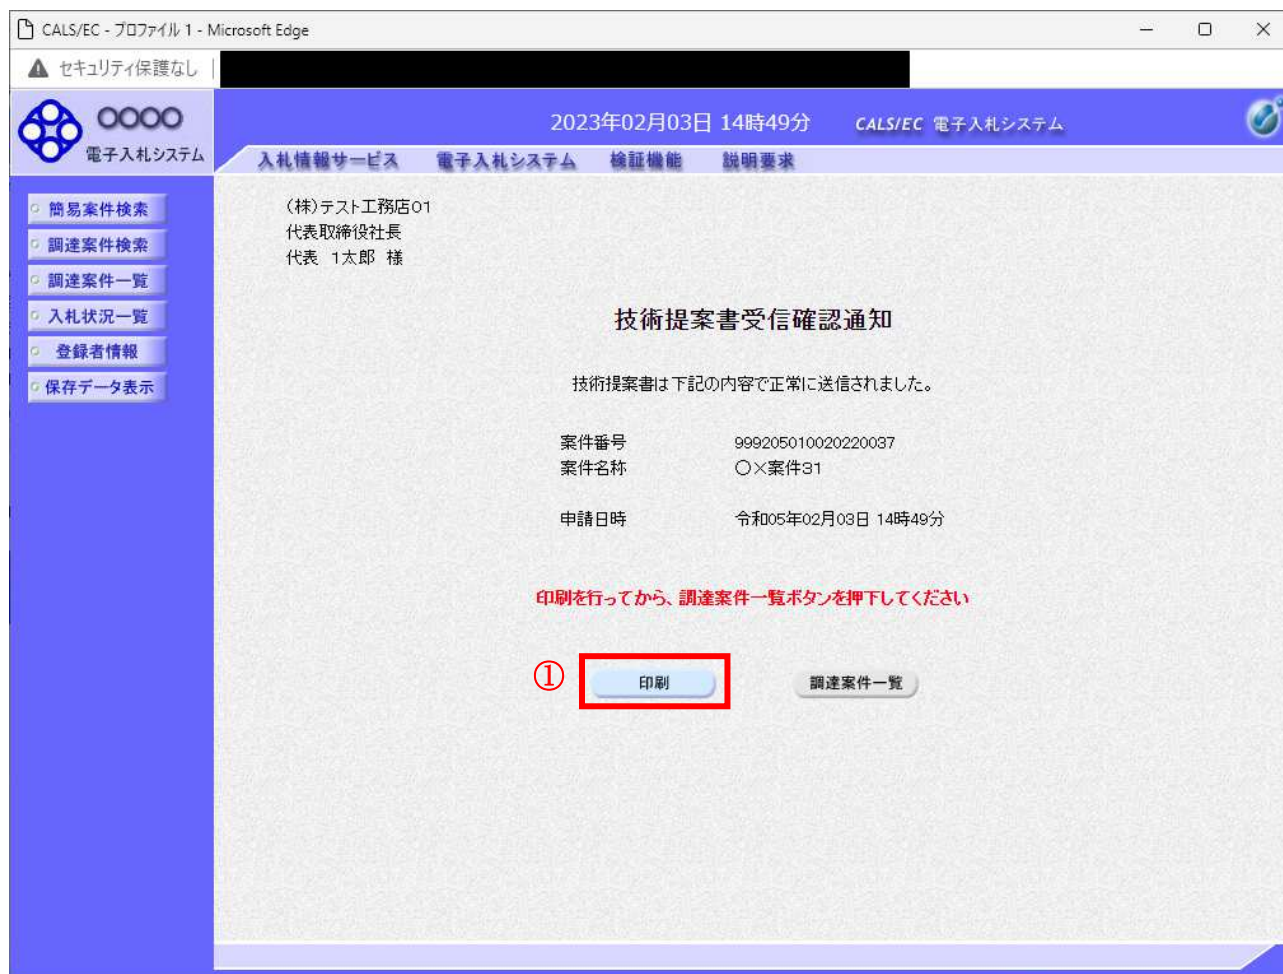 CALS/EC - プロファイル 1 - Microsoft Edge
セキュリティ保護なし
○○○○
電子入札システム
2023年02月03日 14時49分
CALS/EC 電子入札システム
入札情報サービス 電子入札システム 検証機能 説明要求
簡易案件検索
調達案件検索
調達案件一覧
入札状況一覧
登録者情報
保存データ表示
(株)テスト工務店01
代表取締役社長
代表 1太郎 様
技術提案書受信確認通知
技術提案書は下記の内容で正常に送信されました。
案件番号 999205010020220037
案件名称 ○×案件31
申請日時 令和05年02月03日 14時49分
印刷を行ってから、調達案件一覧ボタンを押下してください
① 印刷 調達案件一覧